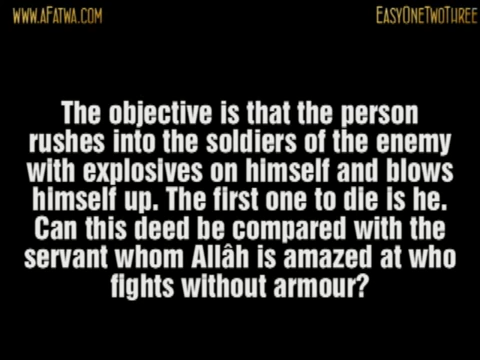 www.aFatwa.com
EasyOneTwoThree
The objective is that the person
rushes into the soldiers of the enemy
with explosives on himself and blows
himself up. The first one to die is he.
Can this deed be compared with the
servant whom Allâh is amazed at who
fights without armour?